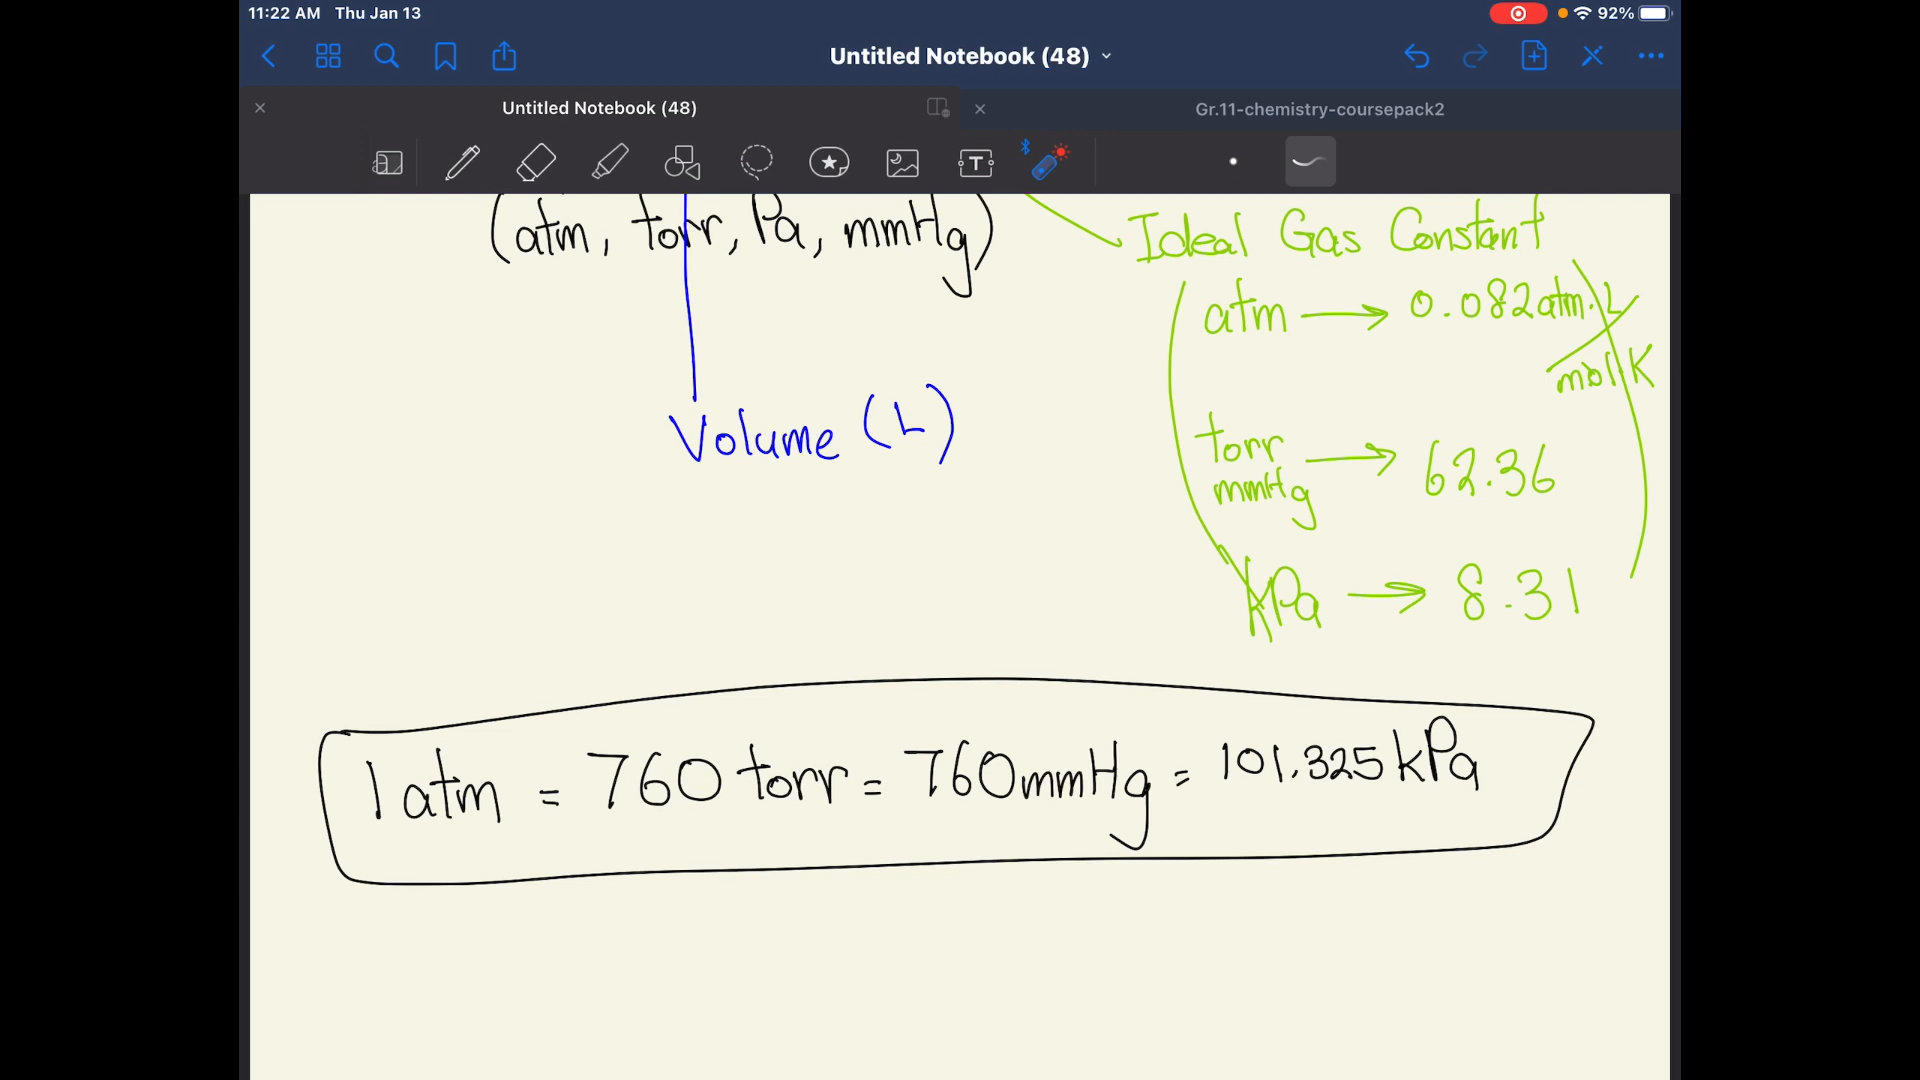 11:22 AM Thu Jan 13
92%
Untitled Notebook (48)
Untitled Notebook (48)
Gr.11-chemistry-coursepack2
T
(atm, torr, Pa, mmHg)
Ideal Gas Constant
atm → 0.082 atm·L
mol·K
Volume (L)
torr
mmHg → 62.36
kPa → 8.31
1 atm = 760 torr = 760 mmHg = 101.325 kPa